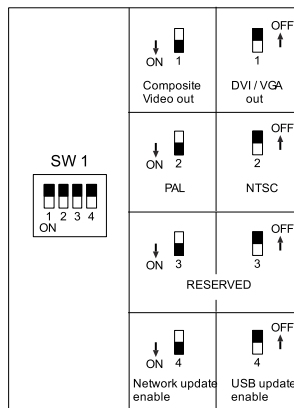 SW 1
1 2 3 4
ON
ON 1
OFF
1
Composite
Video out
DVI / VGA
out
ON 2
OFF
2
PAL
NTSC
ON 3
OFF
3
RESERVED
ON 4
OFF
4
Network update
enable
USB update
enable